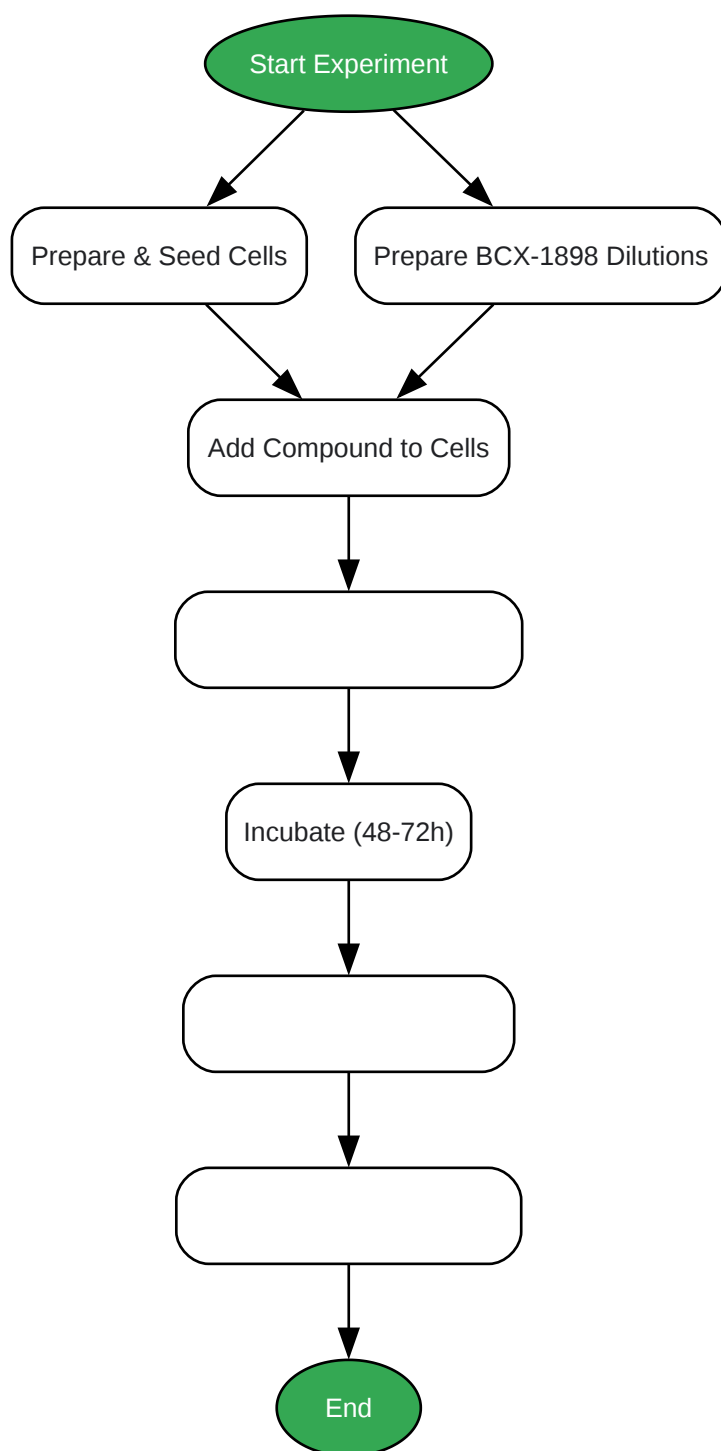 Start Experiment
Prepare & Seed Cells
Prepare BCX-1898 Dilutions
Add Compound to Cells
Incubate (48-72h)
End